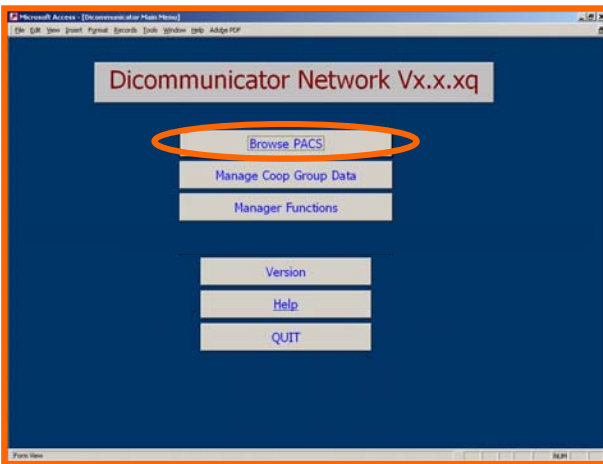 Microsoft Access - [Dicommunicator Main Menu]
File Edit View Insert Format Records Tools Window Help Adobe PDF
Dicommunicator Network Vx.x.xq
Browse PACS
Manage Coop Group Data
Manager Functions
Version
Help
QUIT
Form View NUM